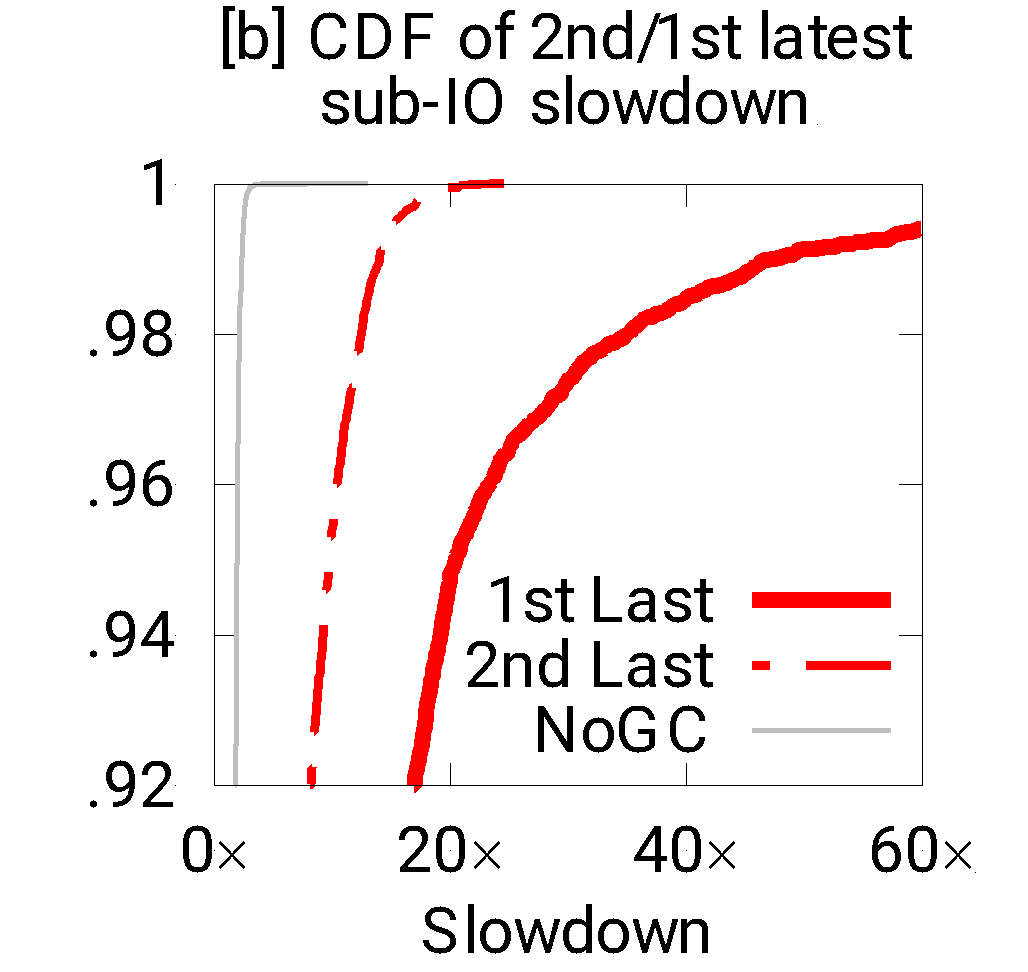 [b] CDF of 2nd/1st latest
sub-IO slowdown
1
.98
.96
.94
.92
1st Last
2nd Last
NoGC
0× 20× 40× 60×
Slowdown